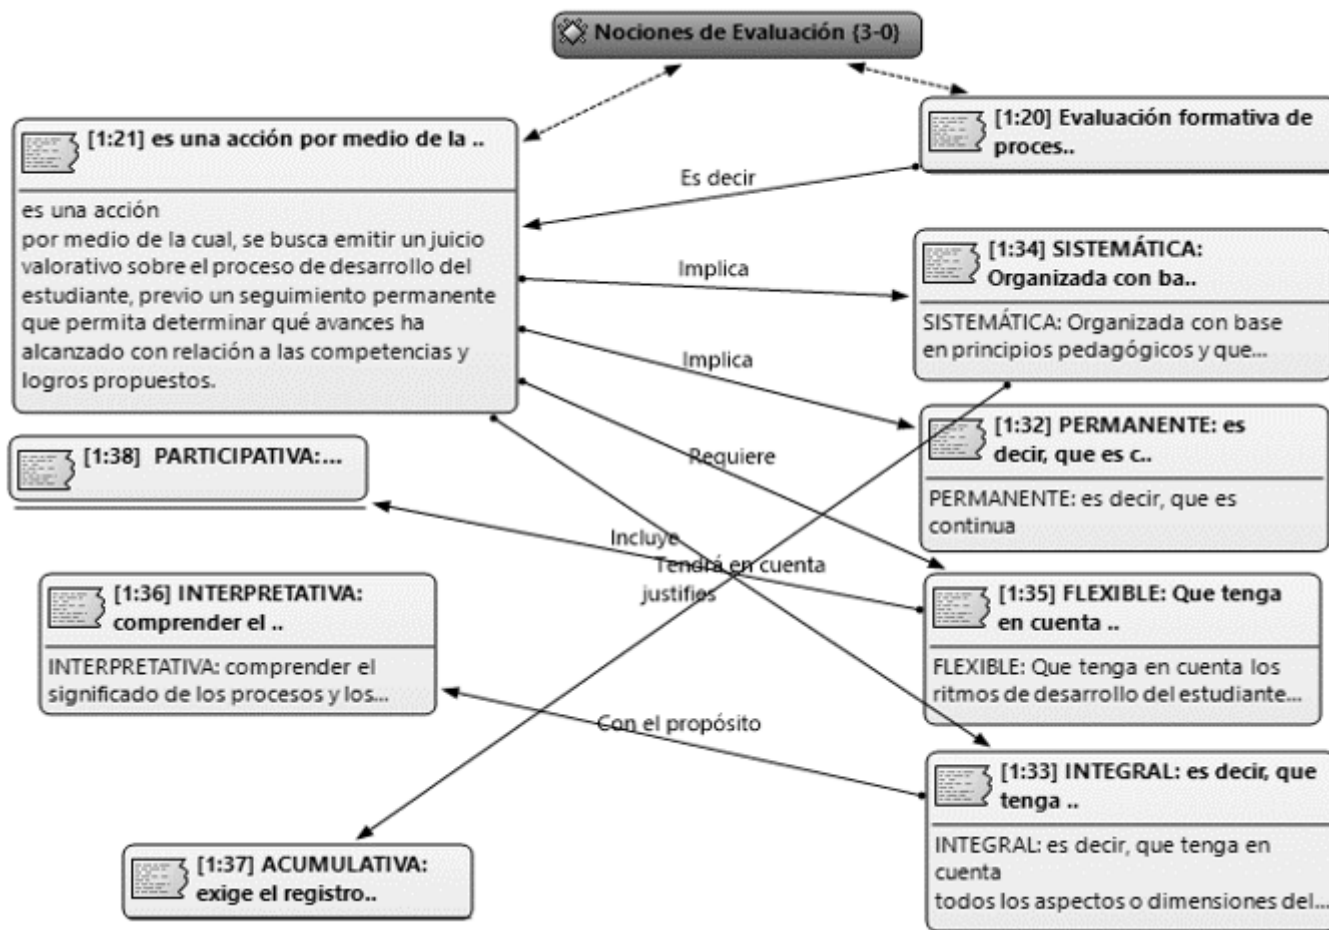 Nociones de Evaluación {3-0}
[1:21] es una acción por medio de la ..
es una acción
por medio de la cual, se busca emitir un juicio
valorativo sobre el proceso de desarrollo del
estudiante, previo un seguimiento permanente
que permita determinar qué avances ha
alcanzado con relación a las competencias y
logros propuestos.
[1:20] Evaluación formativa de
proces..
Es decir
Implica
[1:34] SISTEMÁTICA:
Organizada con ba..
SISTEMÁTICA: Organizada con base
en principios pedagógicos y que...
Implica
[1:32] PERMANENTE: es
decir, que es c..
PERMANENTE: es decir, que es
continua
Requiere
[1:38] PARTICIPATIVA:...
Incluye
Tendrá en cuenta
justifios
[1:35] FLEXIBLE: Que tenga
en cuenta ..
FLEXIBLE: Que tenga en cuenta los
ritmos de desarrollo del estudiante...
[1:36] INTERPRETATIVA:
comprender el ..
INTERPRETATIVA: comprender el
significado de los procesos y los...
Con el propósito
[1:33] INTEGRAL: es decir, que
tenga ..
INTEGRAL: es decir, que tenga en
cuenta
todos los aspectos o dimensiones del...
[1:37] ACUMULATIVA:
exige el registro..